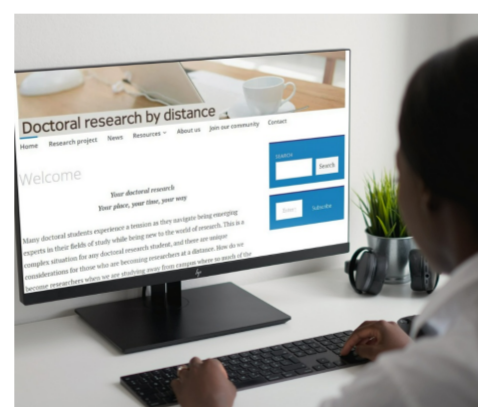 Doctoral research by distance
Home Research project News Resources About us Join our community Contact
Welcome
SEARCH
Search
Your doctoral research
Your place, your time, your way
Subscribe
Many doctoral students experience a tension as they navigate being emerging
experts in their fields of study while being new to the world of research. This is a
complex situation for any doctoral research student, and there are unique
considerations for those who are becoming researchers at a distance. How do we
become researchers when we are studying away from campus where so much of the
hp